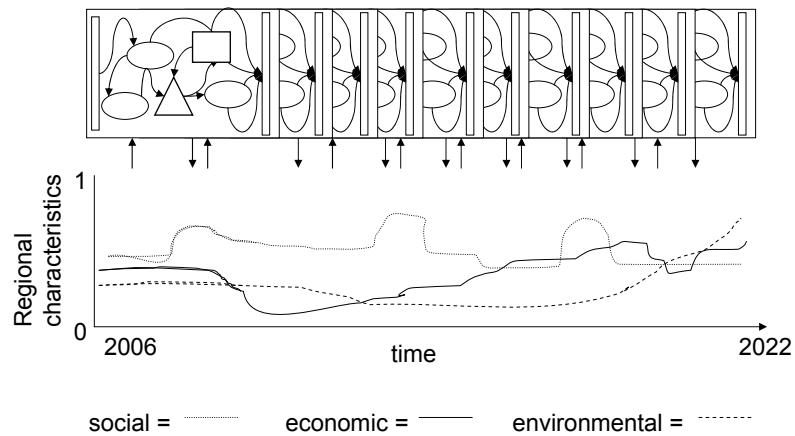 1
Regional
characteristics
0
2006
time
2022
social =
economic =
environmental =